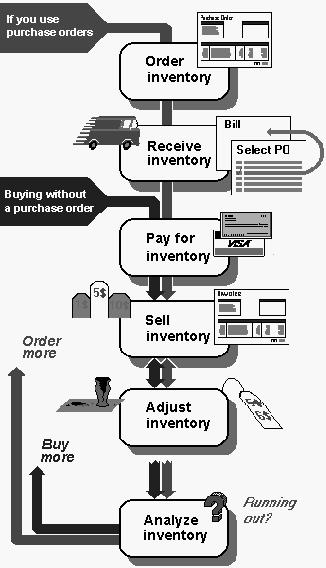 If you use
purchase orders
Purchase Order
Order
inventory
Bill
Select PO
Receive
inventory
Buying without
a purchase order
VISA
Pay for
inventory
5$
Invoice
Sell
inventory
Order
more
Adjust
inventory
Buy
more
Analyze
inventory
Running
out?